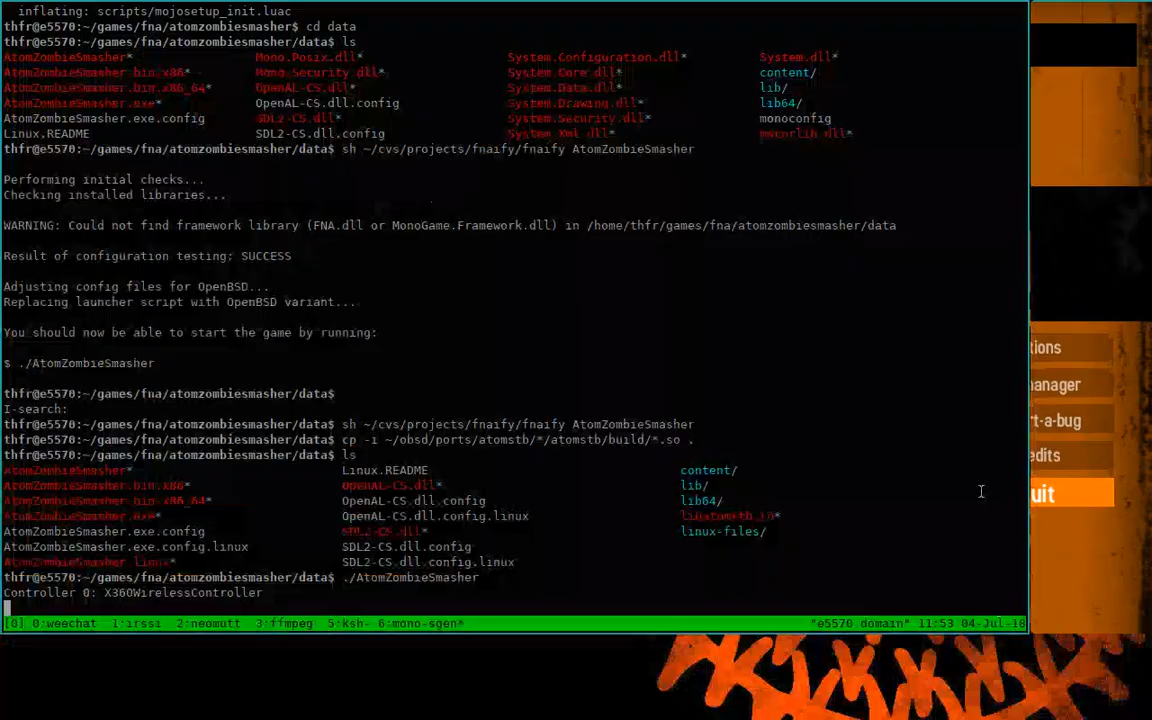 inflating: scripts/mojosetup_init.luac
thfr@e5570:~/games/fna/atomzombiesmasher$ cd data
thfr@e5570:~/games/fna/atomzombiesmasher/data$ ls
AtomZombieSmasher* Mono.Posix.dll* System.Configuration.dll* System.dll*
AtomZombieSmasher.bin.x86* Mono.Security.dll* System.Core.dll* content/
AtomZombieSmasher.bin.x86_64* OpenAL-CS.dll* System.Data.dll* lib/
AtomZombieSmasher.exe* OpenAL-CS.dll.config System.Drawing.dll* lib64/
AtomZombieSmasher.exe.config SDL2-CS.dll* System.Security.dll* monoconfig
Linux.README SDL2-CS.dll.config System.Xml.dll* mscorlib.dll*
thfr@e5570:~/games/fna/atomzombiesmasher/data$ sh ~/cvs/projects/fnaify/fnaify AtomZombieSmasher
Performing initial checks...
Checking installed libraries...
WARNING: Could not find framework library (FNA.dll or MonoGame.Framework.dll) in /home/thfr/games/fna/atomzombiesmasher/data
Result of configuration testing: SUCCESS
Adjusting config files for OpenBSD...
Replacing launcher script with OpenBSD variant...
You should now be able to start the game by running:
$ ./AtomZombieSmasher
thfr@e5570:~/games/fna/atomzombiesmasher/data$
I-search:
thfr@e5570:~/games/fna/atomzombiesmasher/data$ sh ~/cvs/projects/fnaify/fnaify AtomZombieSmasher
thfr@e5570:~/games/fna/atomzombiesmasher/data$ cp -i ~/obsd/ports/atomstb/*/atomstb/build/*.so .
thfr@e5570:~/games/fna/atomzombiesmasher/data$ ls
AtomZombieSmasher* Linux.README content/
AtomZombieSmasher.bin.x86* OpenAL-CS.dll* lib/
AtomZombieSmasher.bin.x86_64* OpenAL-CS.dll.config lib64/
AtomZombieSmasher.exe* OpenAL-CS.dll.config.linux libatomstb.so*
AtomZombieSmasher.exe.config SDL2-CS.dll* linux-files/
AtomZombieSmasher.exe.config.linux SDL2-CS.dll.config
AtomZombieSmasher.linux* SDL2-CS.dll.config.linux
thfr@e5570:~/games/fna/atomzombiesmasher/data$ ./AtomZombieSmasher
Controller 0: X360WirelessController
[0] 0:weechat 1:irssi 2:neomutt 3:ffmpeg 5:ksh- 6:mono-sgen* "e5570.domain" 11:53 04-Jul-18
tions
manager
rt-a-bug
edits
uit